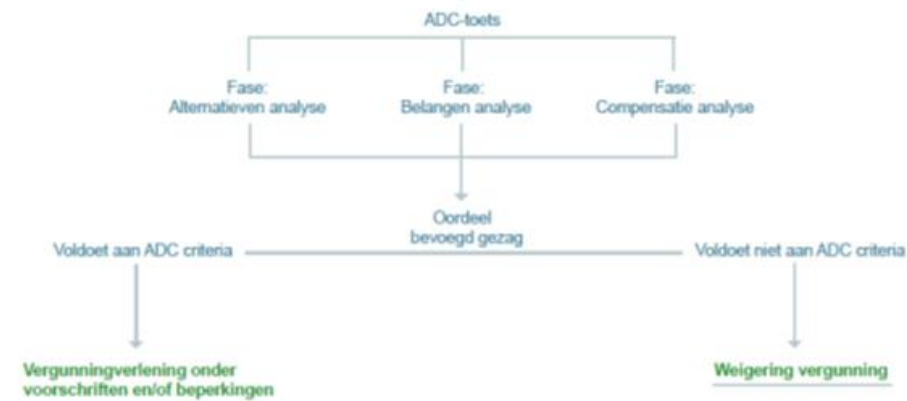 ADC-toets
Fase:
Alternatieven analyse
Fase:
Belangen analyse
Fase:
Compensatie analyse
Oordeel
bevoegd gezag
Voldoet aan ADC criteria
Voldoet niet aan ADC criteria
Vergunningverlening onder
voorschriften en/of beperkingen
Weigering vergunning